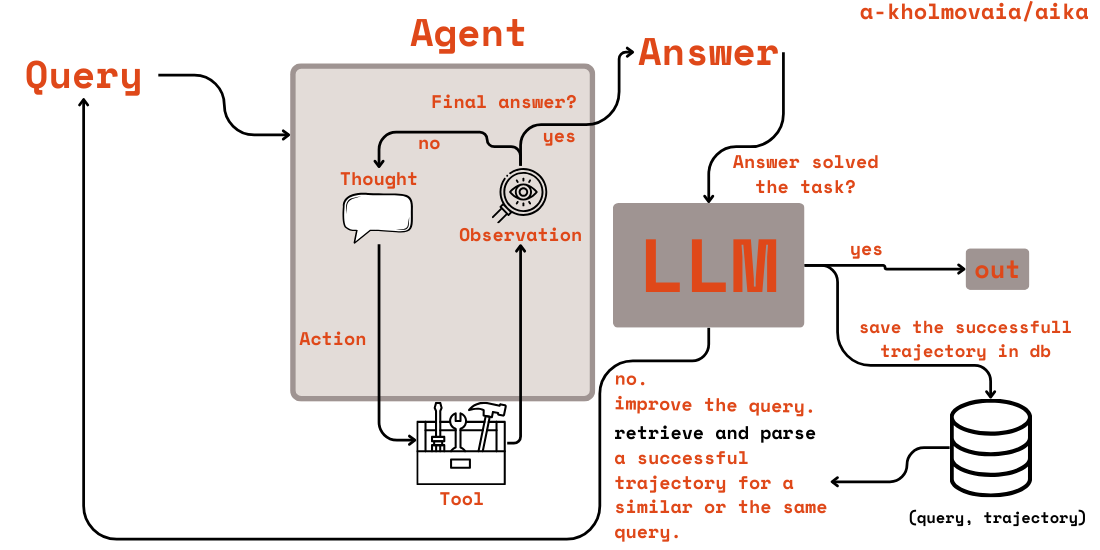 a-kholmovaia/aika
Agent
Query
Answer
Final answer?
no
yes
Thought
Observation
Action
Tool
Answer solved
the task?
LLM
yes
out
save the successfull
trajectory in db
no.
improve the query.
retrieve and parse
a successful
trajectory for a
similar or the same
query.
(query, trajectory)